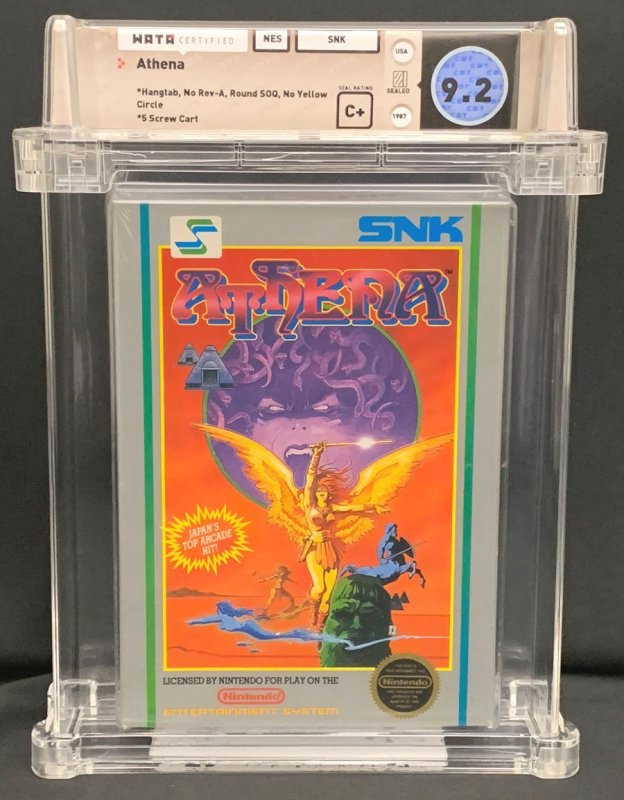 WATA CERTIFIED
NES
SNK
USA
Athena
*Hangtab, No Rev-A, Round SOQ, No Yellow
Circle
*5 Screw Cart
SEAL RATING
C+
SEALED
1987
9.2
CDT
SNK
ATHENA
TM
JAPAN'S
TOP ARCADE
HIT!
LICENSED BY NINTENDO FOR PLAY ON THE
Nintendo
ENTERTAINMENT SYSTEM
Nintendo